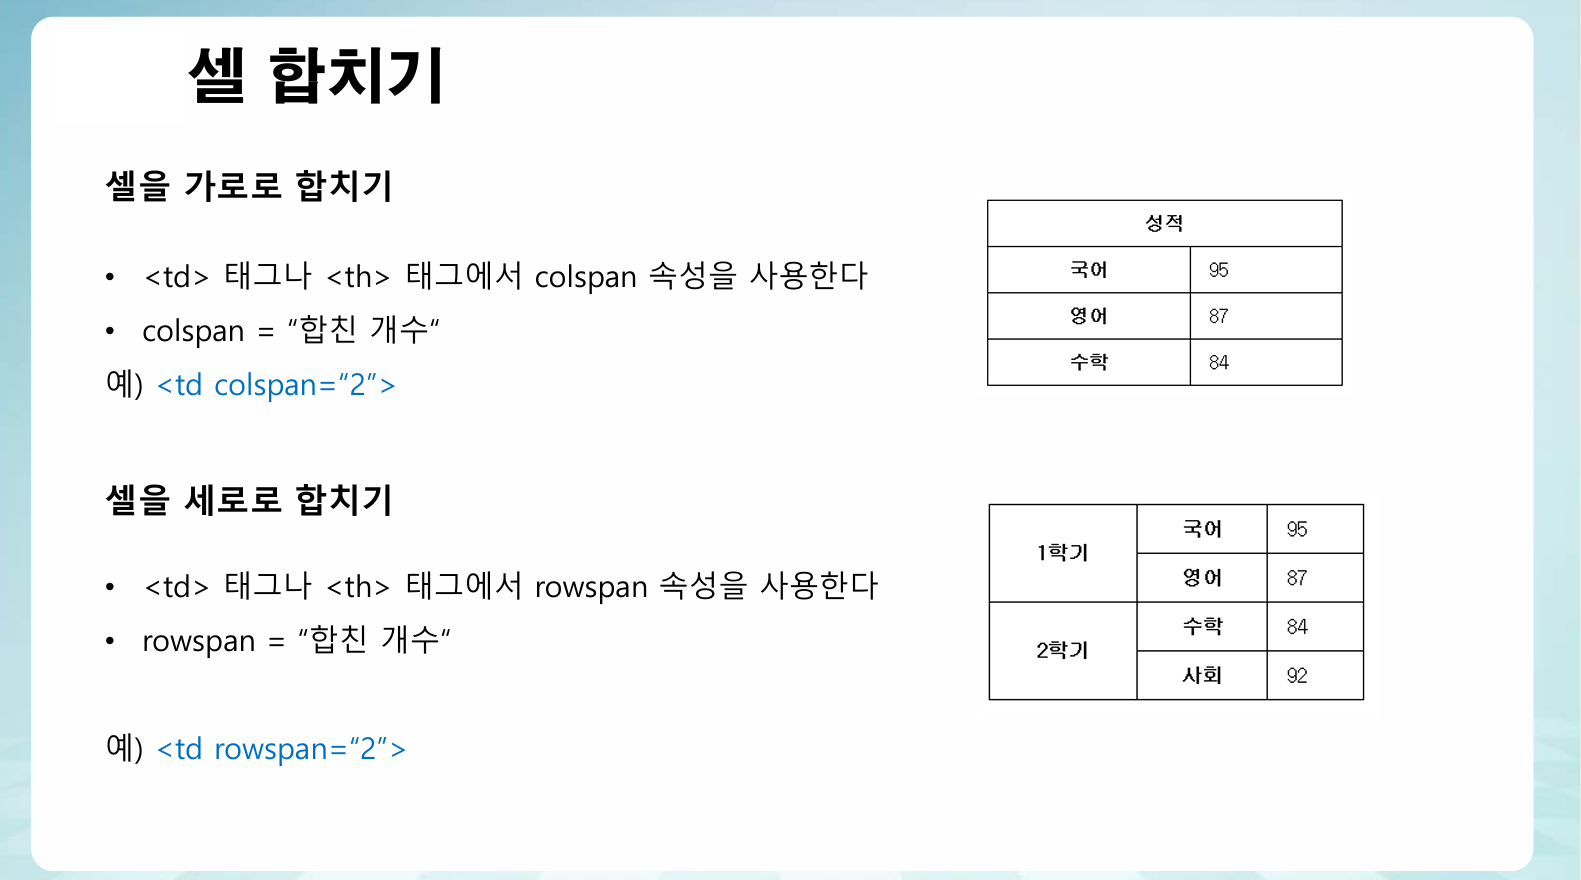 셀 합치기
셀을 가로로 합치기
• <td> 태그나 <th> 태그에서 colspan 속성을 사용한다
• colspan = “합친 개수“
예) <td colspan=“2”>
성적
국어 95
영어 87
수학 84
셀을 세로로 합치기
• <td> 태그나 <th> 태그에서 rowspan 속성을 사용한다
• rowspan = “합친 개수“
예) <td rowspan=“2”>
1학기 국어 95
영어 87
2학기 수학 84
사회 92